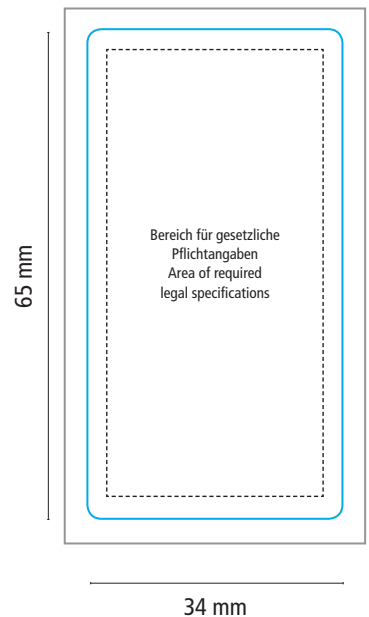 65 mm
Bereich für gesetzliche
Pflichtangaben
Area of required
legal specifications
34 mm